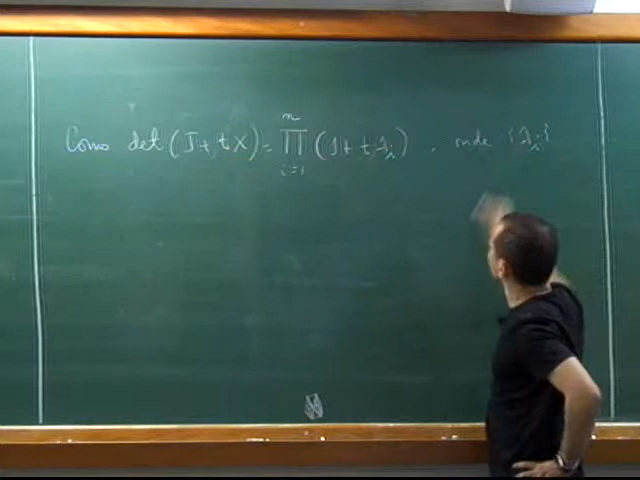 Como det(I+tX) = ∏_{i=1}^{n} (1+tλ_i), onde {λ_i}